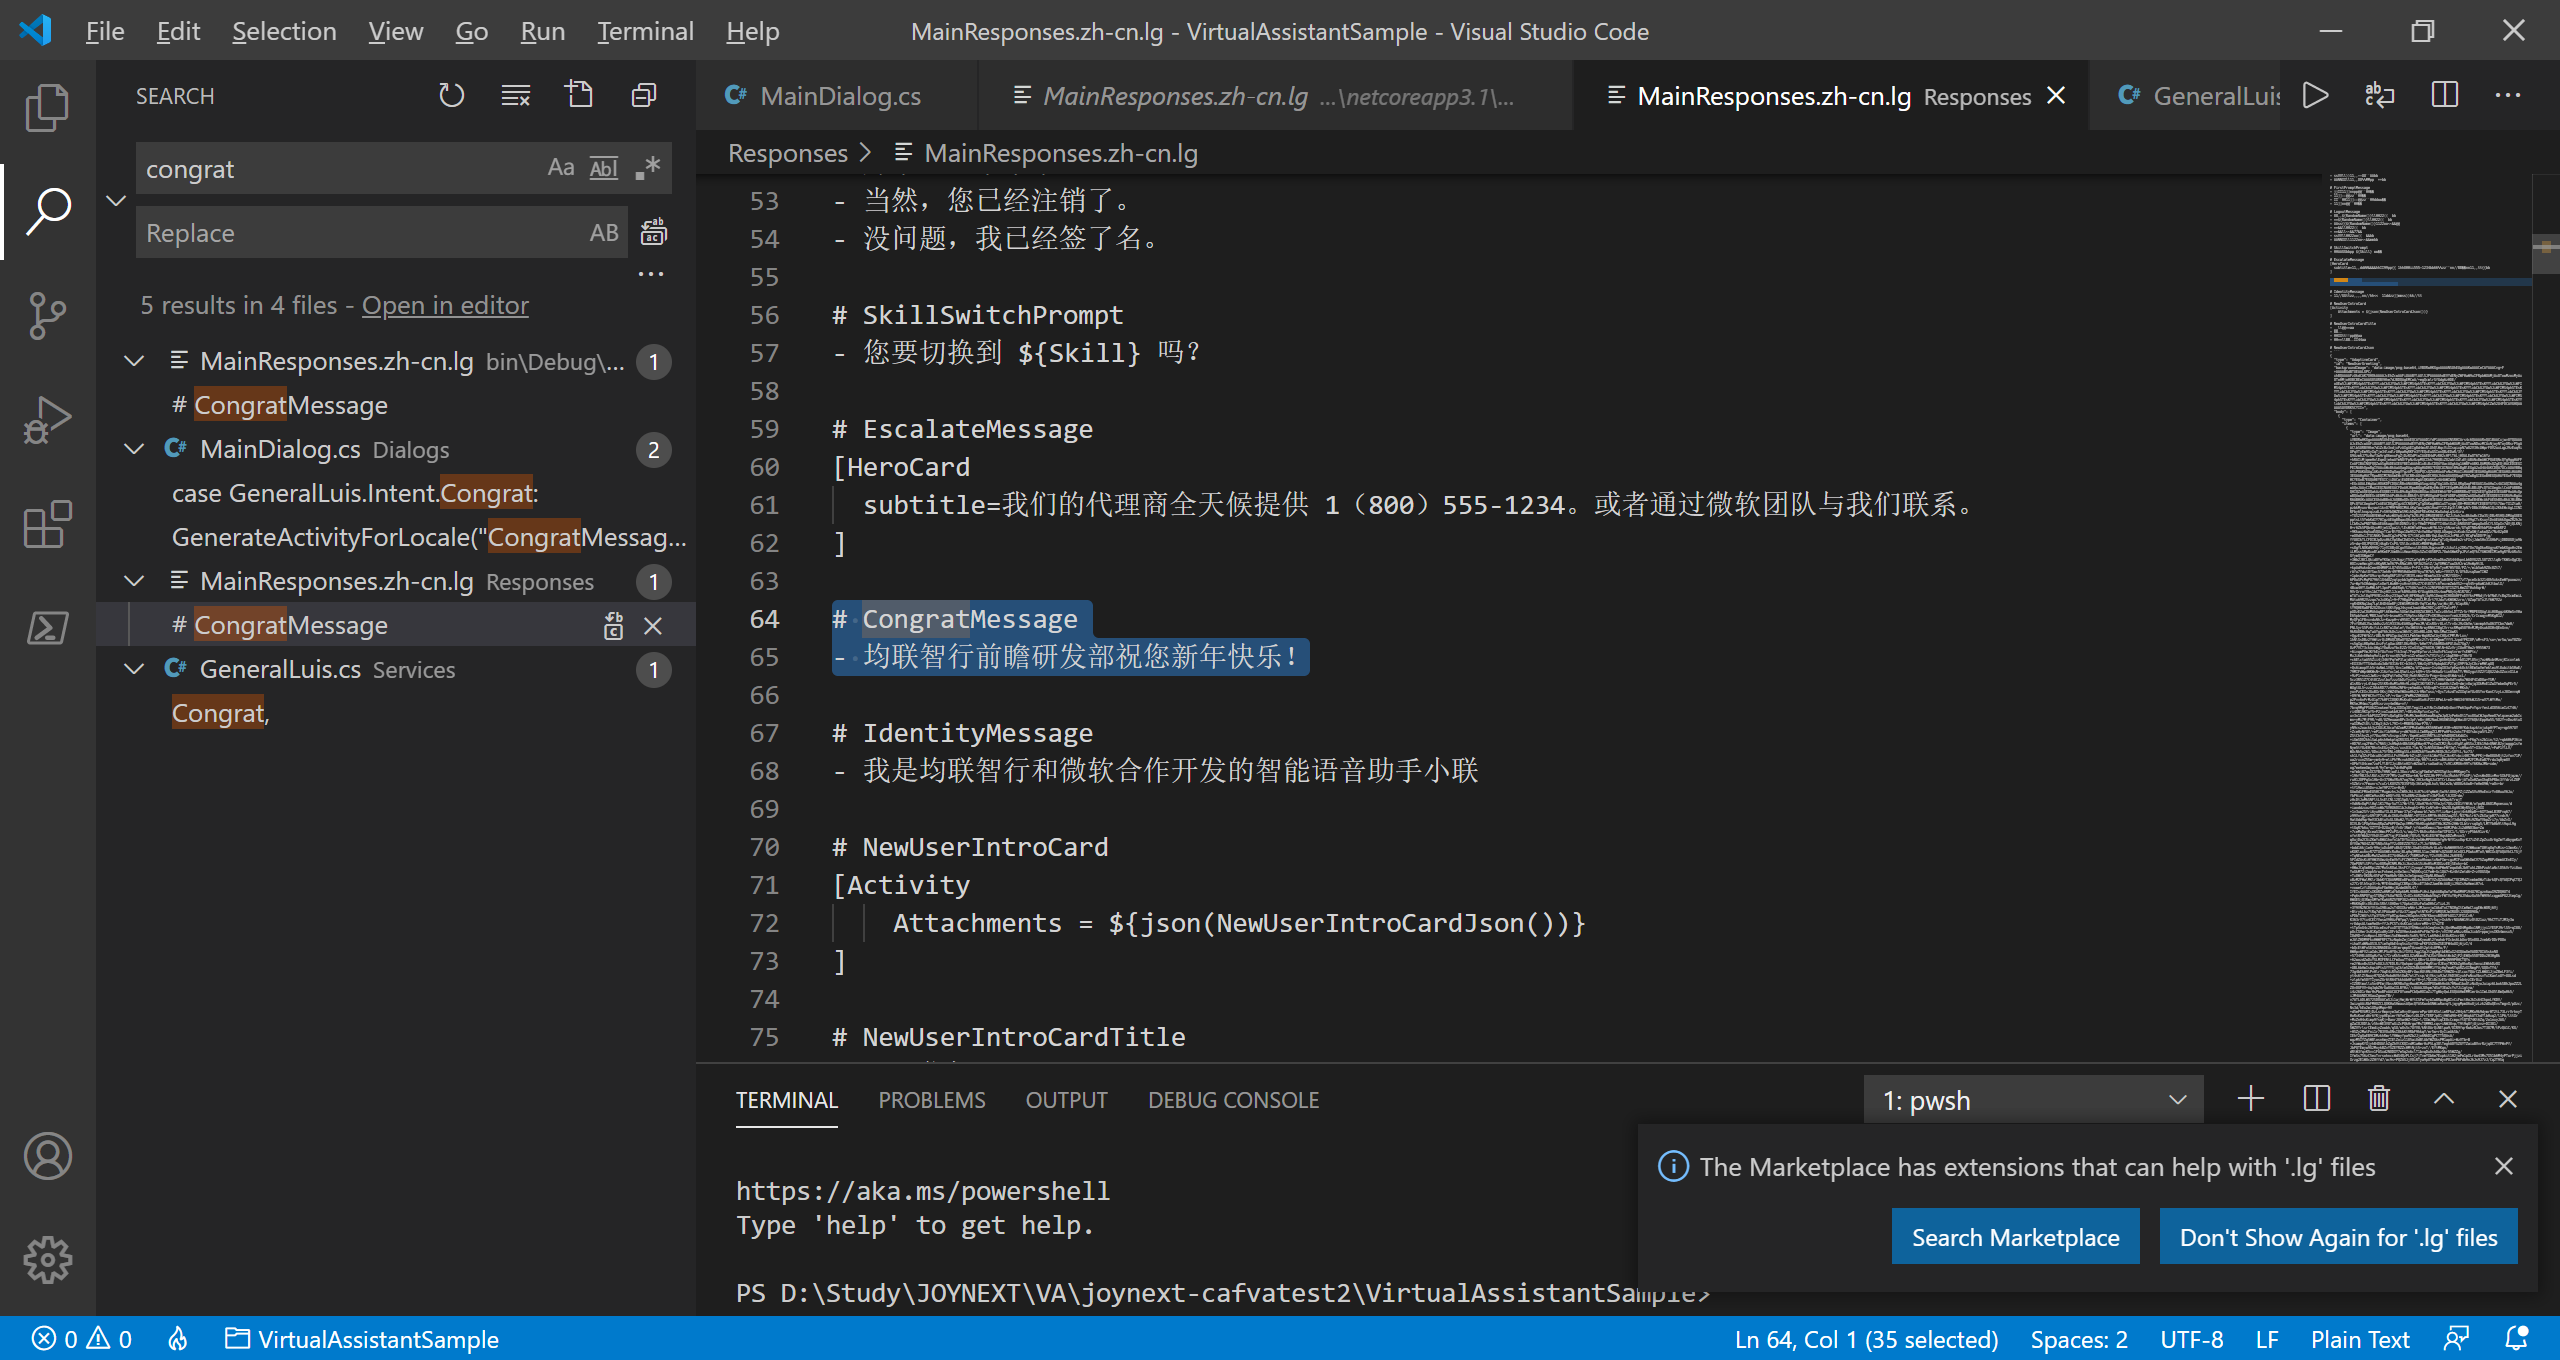 File Edit Selection View Go Run Terminal Help
MainResponses.zh-cn.lg - VirtualAssistantSample - Visual Studio Code
SEARCH
congrat
Aa Abl .*
Replace
AB
5 results in 4 files - Open in editor
MainResponses.zh-cn.lg bin\Debug\... 1
# CongratMessage
MainDialog.cs Dialogs 2
case GeneralLuis.Intent.Congrat:
GenerateActivityForLocale("CongratMessag...
MainResponses.zh-cn.lg Responses 1
# CongratMessage
GeneralLuis.cs Services 1
Congrat,
MainDialog.cs
MainResponses.zh-cn.lg ...\netcoreapp3.1\...
MainResponses.zh-cn.lg Responses
GeneralLuis
Responses > MainResponses.zh-cn.lg
53 - 当然，您已经注销了。
54 - 没问题，我已经签了名。
55
56 # SkillSwitchPrompt
57 - 您要切换到 ${Skill} 吗？
58
59 # EscalateMessage
60 [HeroCard
61 subtitle=我们的代理商全天候提供 1（800）555-1234。或者通过微软团队与我们联系。
62 ]
63
64 # CongratMessage
65 - 均联智行前瞻研发部祝您新年快乐！
66
67 # IdentityMessage
68 - 我是均联智行和微软合作开发的智能语音助手小联
69
70 # NewUserIntroCard
71 [Activity
72 Attachments = ${json(NewUserIntroCardJson())}
73 ]
74
75 # NewUserIntroCardTitle
TERMINAL PROBLEMS OUTPUT DEBUG CONSOLE
1: pwsh
https://aka.ms/powershell
Type 'help' to get help.
PS D:\Study\JOYNEXT\VA\joynext-cafvatest2\VirtualAssistantSample>
The Marketplace has extensions that can help with '.lg' files
Search Marketplace
Don't Show Again for '.lg' files
0 0 VirtualAssistantSample
Ln 64, Col 1 (35 selected) Spaces: 2 UTF-8 LF Plain Text